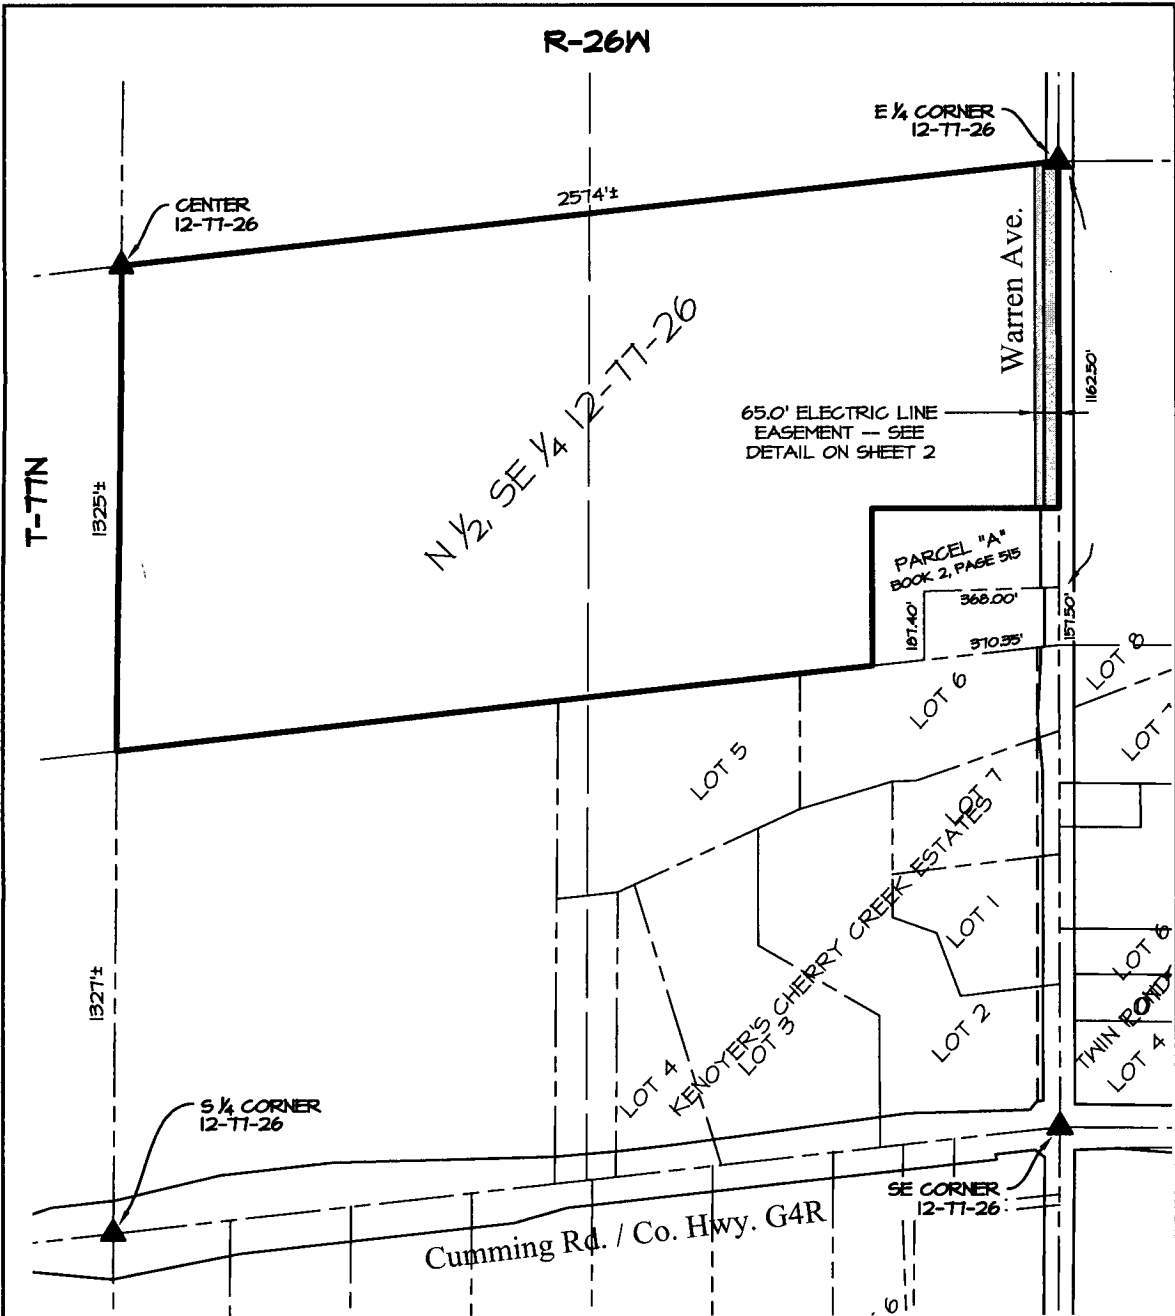 R-26W
E 1/4 CORNER
12-77-26
CENTER
12-77-26
2574'±
Warren Ave.
N 1/2, SE 1/4 12-77-26
1162.50'
65.0' ELECTRIC LINE
EASEMENT -- SEE
DETAIL ON SHEET 2
T-77N
1325'±
PARCEL "A"
BOOK 2, PAGE 515
368.00'
187.40'
157.50'
370.35'
LOT 8
LOT 6
LOT 7
LOT 5
LOT 7
KENOYER'S CHERRY CREEK ESTATES
LOT 1
LOT 6
1327'±
LOT 2
LOT 3
TWIN POND
LOT 4
LOT 4
S 1/4 CORNER
12-77-26
SE CORNER
12-77-26
Cumming Rd. / Co. Hwy. G4R
6